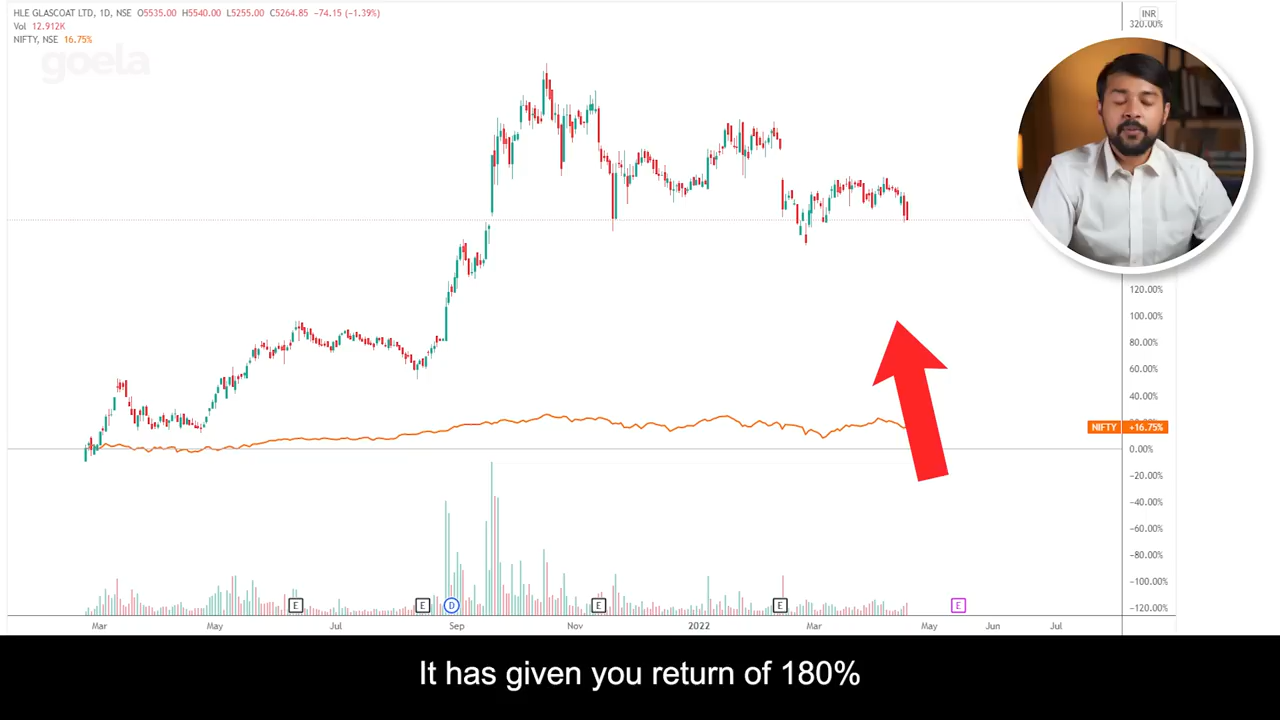 HLE GLASCOAT LTD, 1D, NSE O5535.00 H5540.00 L5255.00 C5264.85 −74.15 (−1.39%)
Vol 12.912K
NIFTY, NSE 16.75%
goela
INR
320.00%
120.00%
100.00%
80.00%
60.00%
40.00%
NIFTY +16.75%
0.00%
−20.00%
−40.00%
−60.00%
−80.00%
−100.00%
−120.00%
E E D E E E
Mar May Jul Sep Nov 2022 Mar May Jun Jul
It has given you return of 180%